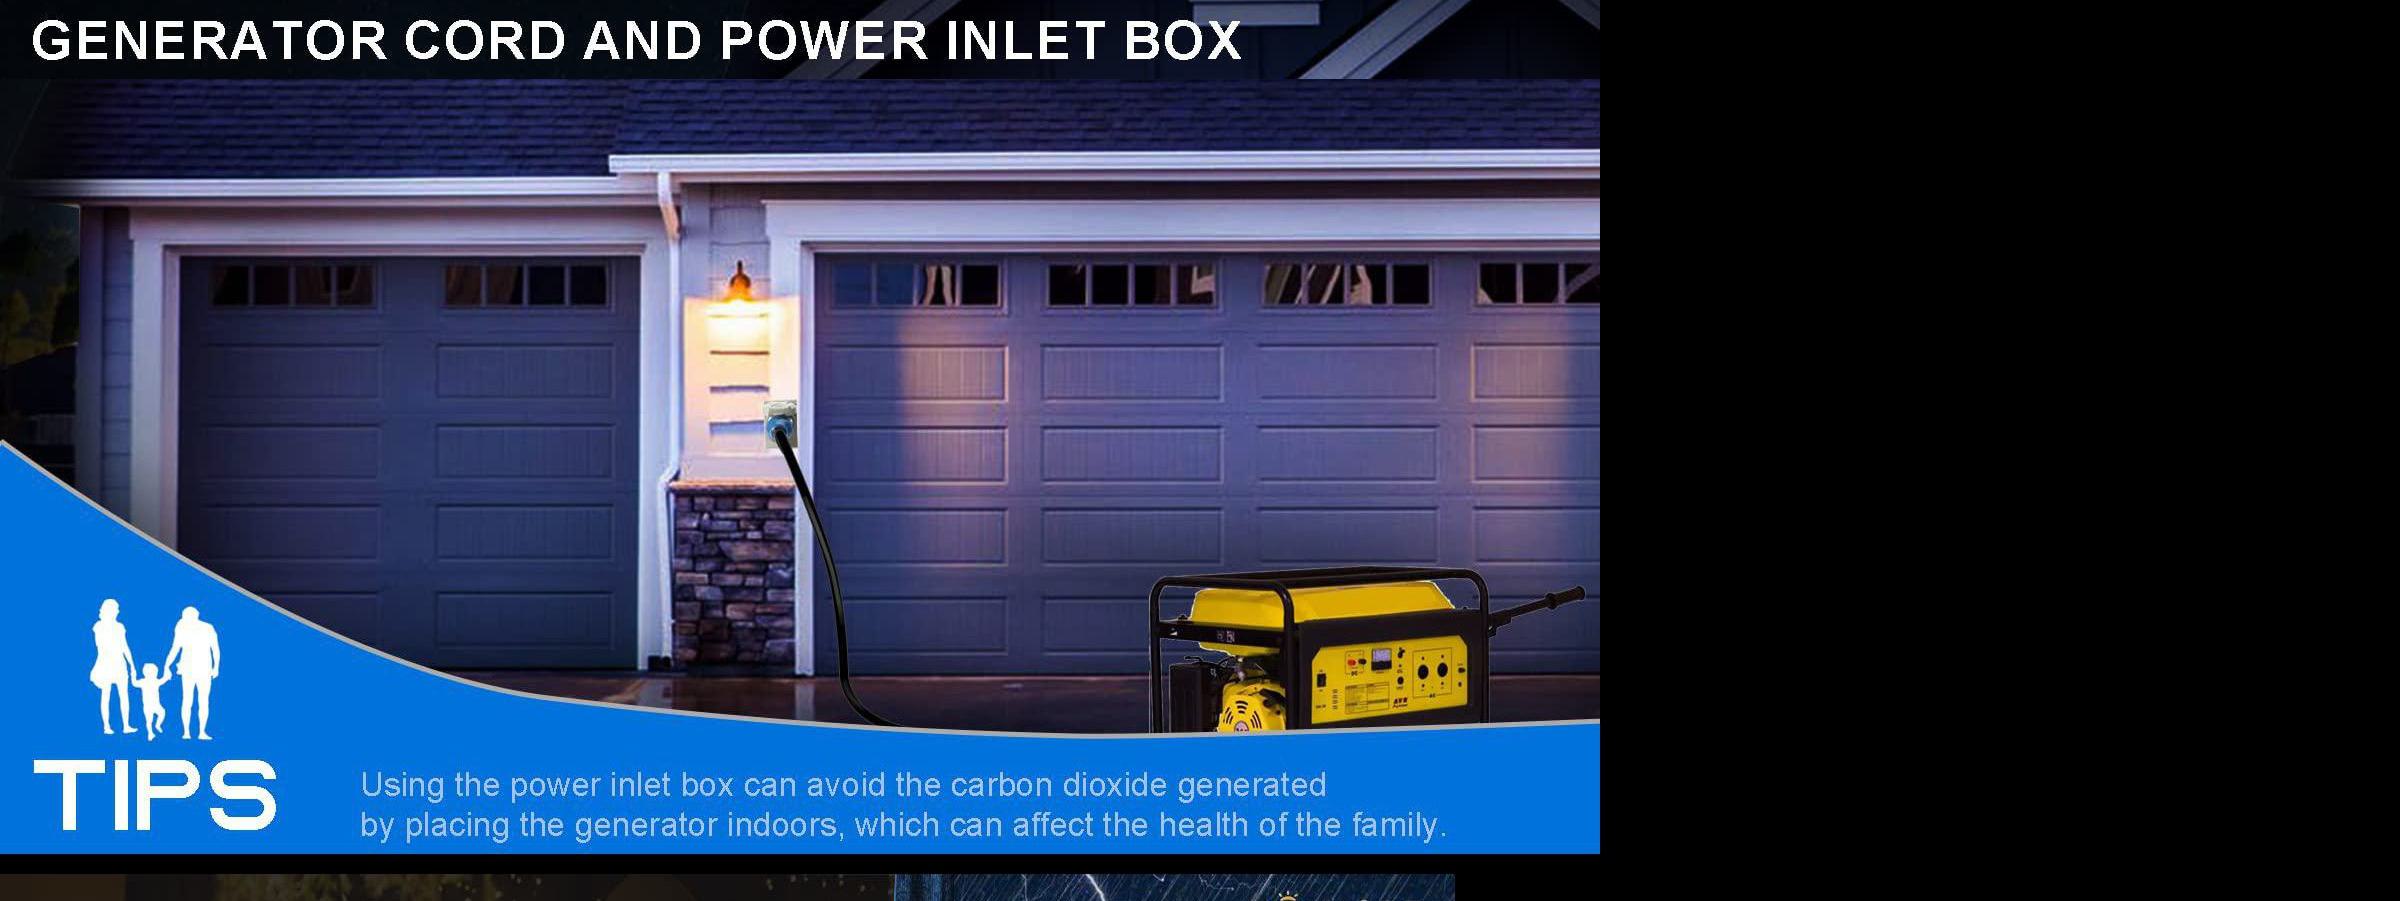 GENERATOR CORD AND POWER INLET BOX
TIPS
Using the power inlet box can avoid the carbon dioxide generated
by placing the generator indoors, which can affect the health of the family.